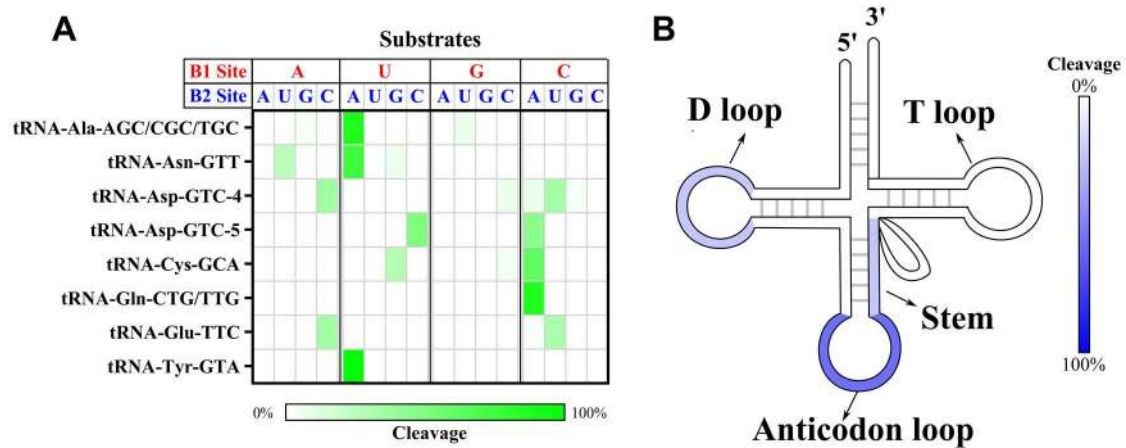 A
Substrates
B1 Site A U G C
B2 Site A U G C A U G C A U G C A U G C
tRNA-Ala-AGC/CGC/TGC
tRNA-Asn-GTT
tRNA-Asp-GTC-4
tRNA-Asp-GTC-5
tRNA-Cys-GCA
tRNA-Gln-CTG/TTG
tRNA-Glu-TTC
tRNA-Tyr-GTA
0% 100%
Cleavage
B
3'
5'
D loop
T loop
Stem
Anticodon loop
Cleavage
0%
100%